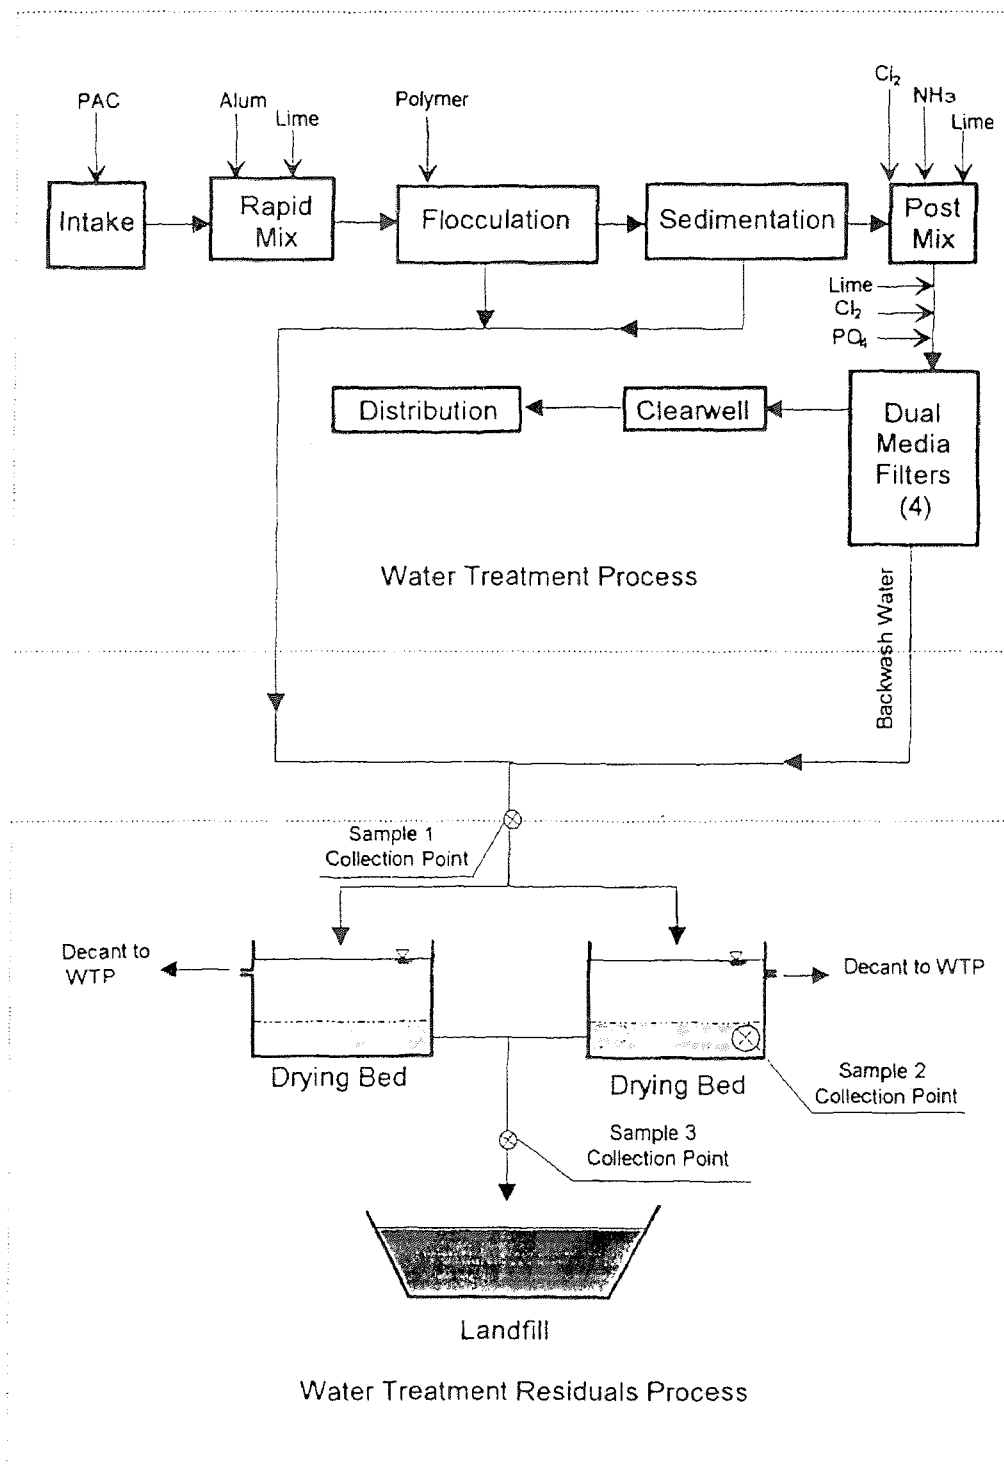 PAC
Alum
Lime
Polymer
Cl₂
NH₃
Lime
Intake
Rapid
Mix
Flocculation
Sedimentation
Post
Mix
Lime
Cl₂
PO₄
Distribution
Clearwell
Dual
Media
Filters
(4)
Water Treatment Process
Backwash Water
Sample 1
Collection Point
Decant to
WTP
Decant to WTP
Drying Bed
Drying Bed
Sample 2
Collection Point
Sample 3
Collection Point
Landfill
Water Treatment Residuals Process